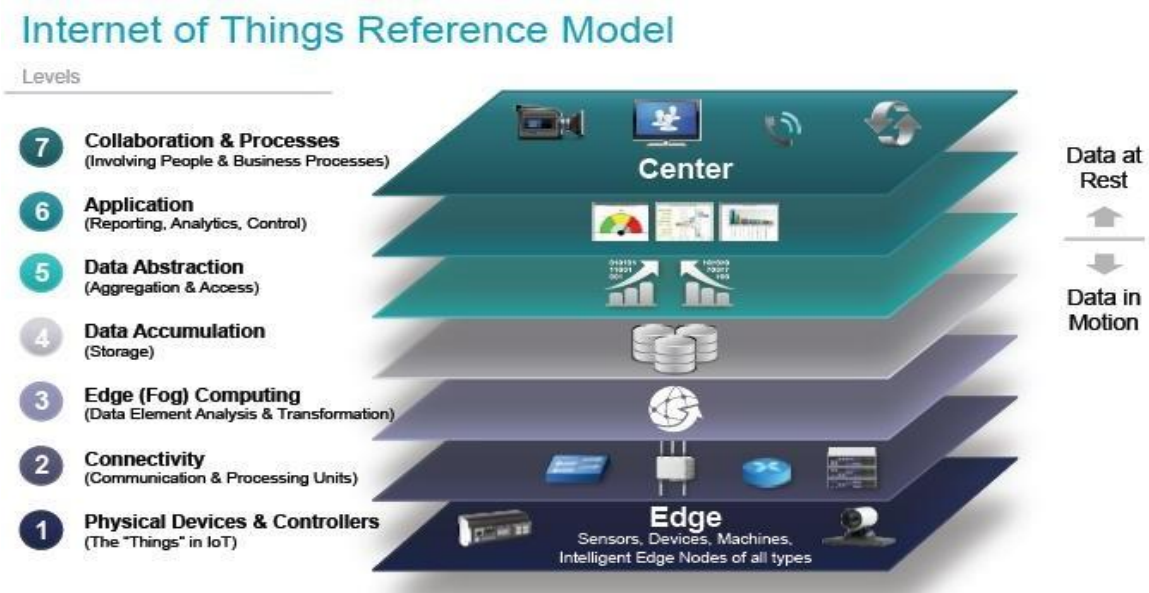 Internet of Things Reference Model
Levels
7
Collaboration & Processes
(Involving People & Business Processes)
6
Application
(Reporting, Analytics, Control)
5
Data Abstraction
(Aggregation & Access)
4
Data Accumulation
(Storage)
3
Edge (Fog) Computing
(Data Element Analysis & Transformation)
2
Connectivity
(Communication & Processing Units)
1
Physical Devices & Controllers
(The "Things" in IoT)
Center
Edge
Sensors, Devices, Machines,
Intelligent Edge Nodes of all types
Data at
Rest
Data in
Motion